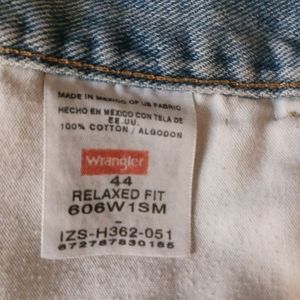 MADE IN MEXICO OF US FABRIC
HECHO EN MEXICO CON TELA DE
EE.UU.
100% COTTON / ALGODON
Wrangler
44
RELAXED FIT
606W1SM
-
IZS-H362-051
672787830185